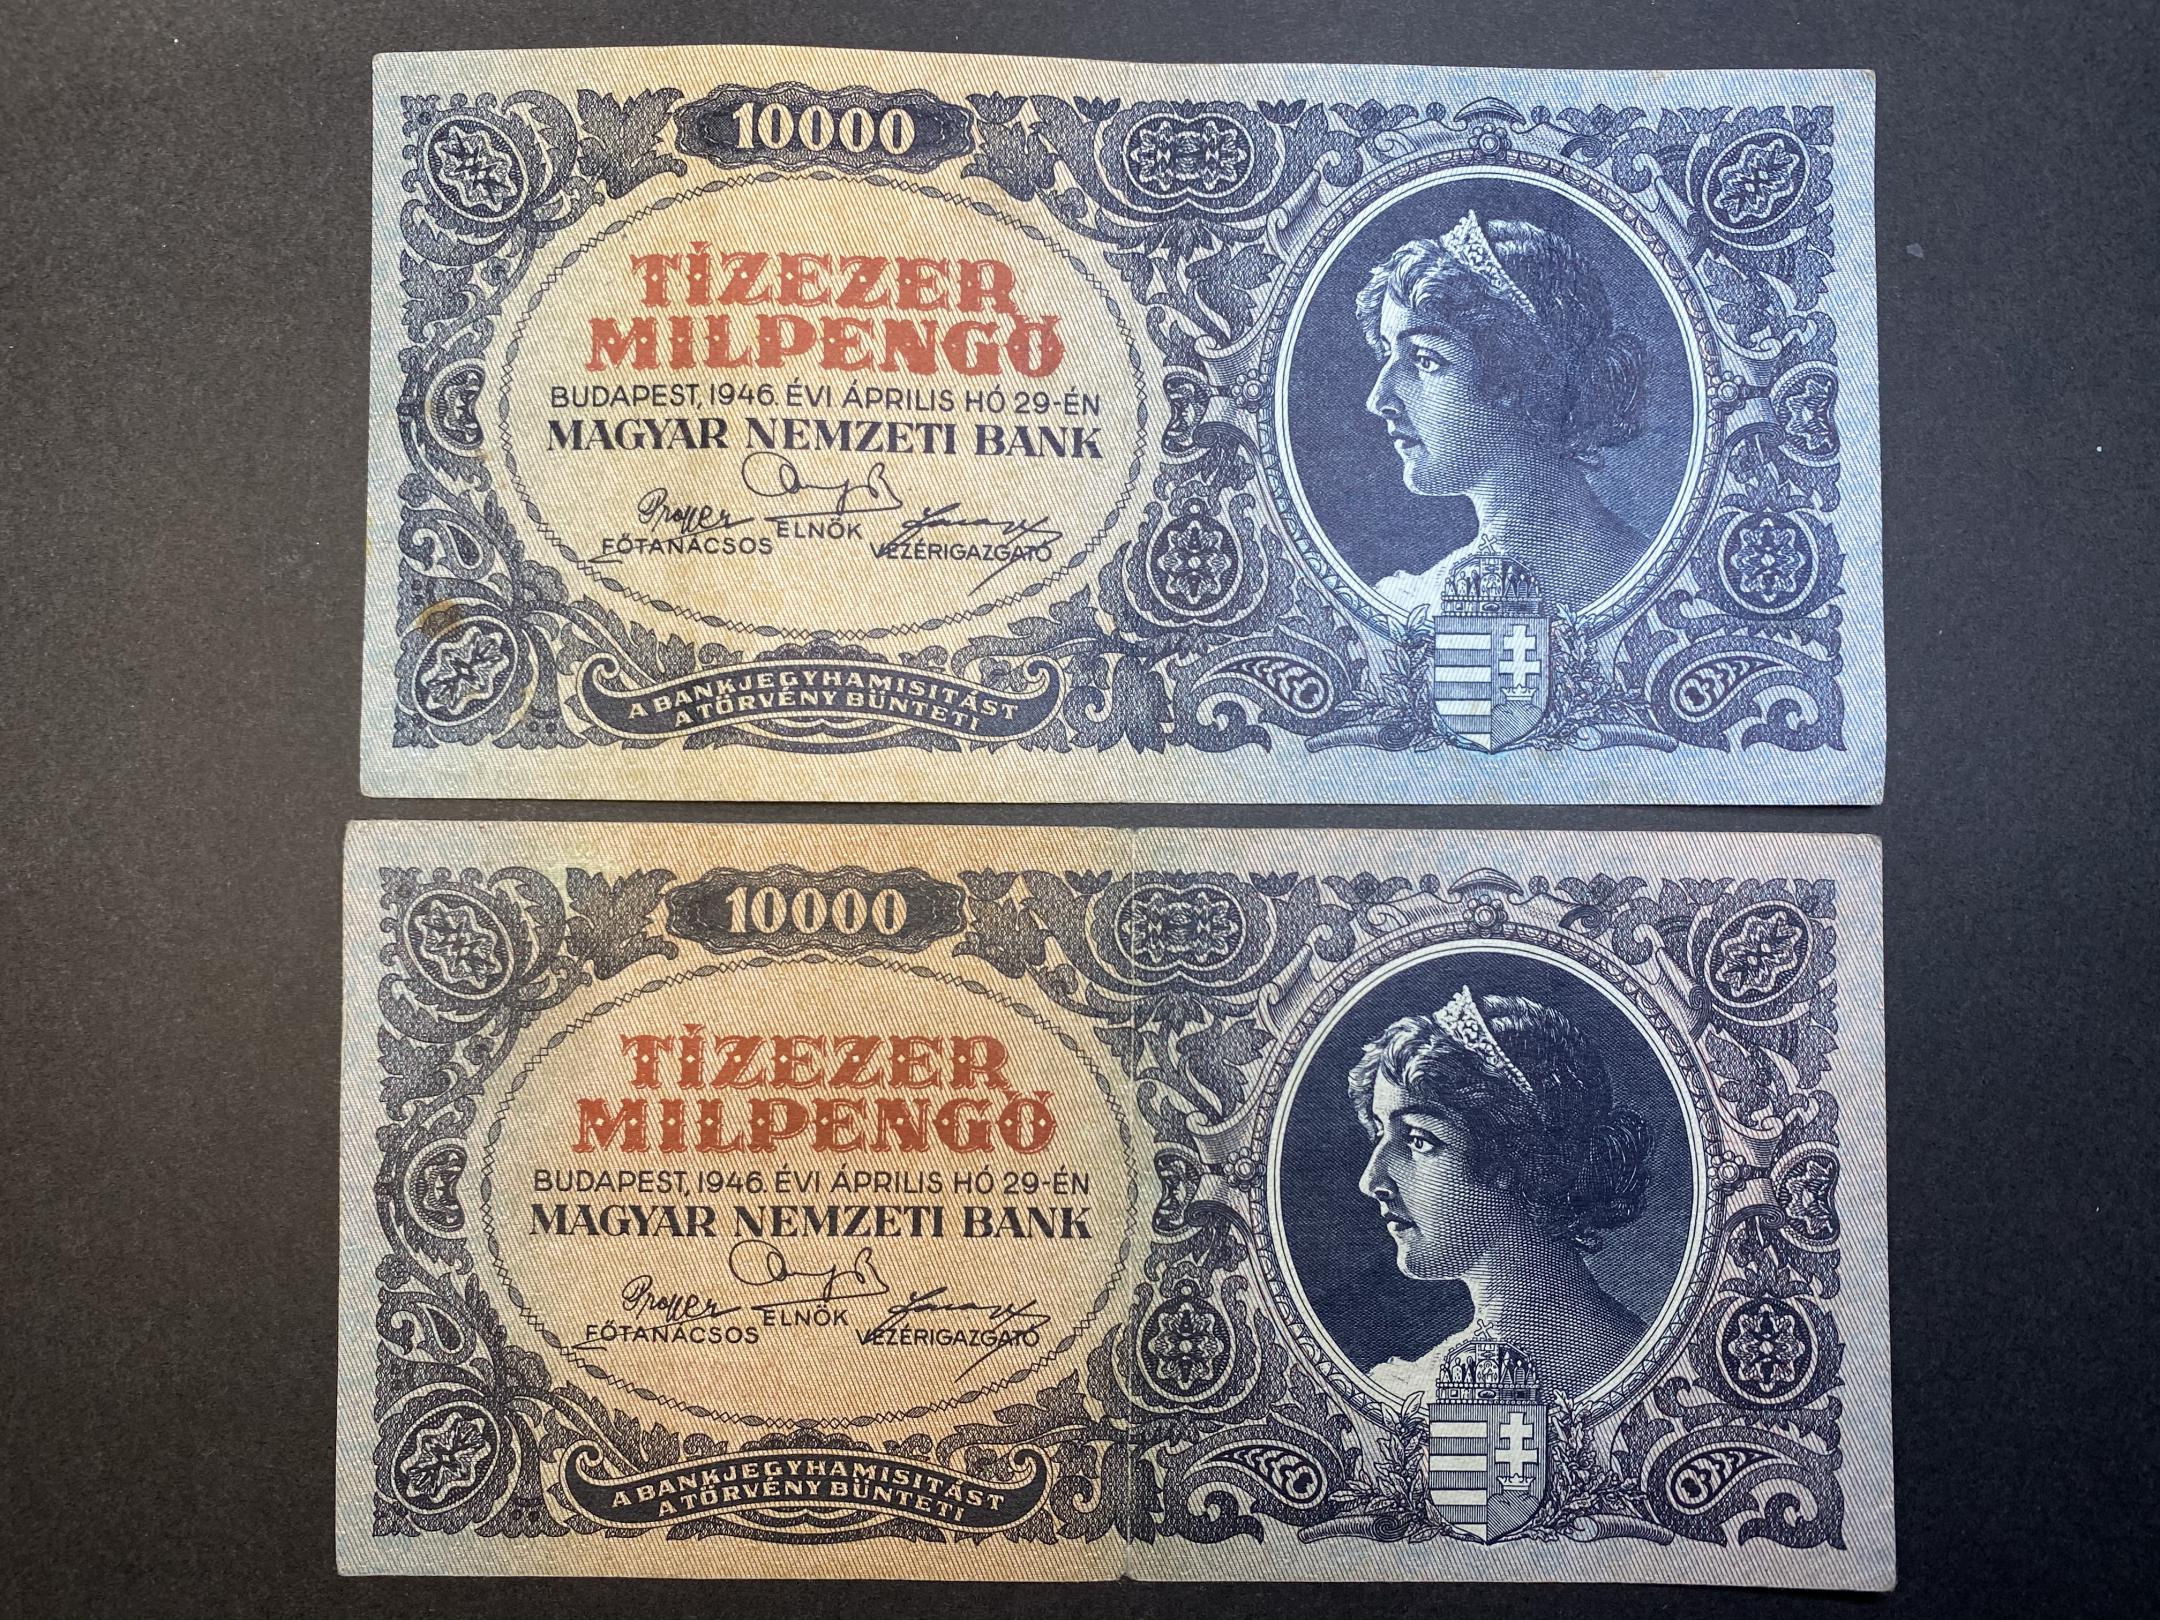 10000
TÍZEZER
MILPENGŐ
BUDAPEST, 1946. ÉVI ÁPRILIS HÓ 29-ÉN
MAGYAR NEMZETI BANK
FŐTANÁCSOS ELNÖK VEZÉRIGAZGATÓ
A BANKJEGYHAMISITÁST
A TÖRVÉNY BÜNTETI
10000
TÍZEZER
MILPENGŐ
BUDAPEST, 1946. ÉVI ÁPRILIS HÓ 29-ÉN
MAGYAR NEMZETI BANK
FŐTANÁCSOS ELNÖK VEZÉRIGAZGATÓ
A BANKJEGYHAMISITÁST
A TÖRVÉNY BÜNTETI